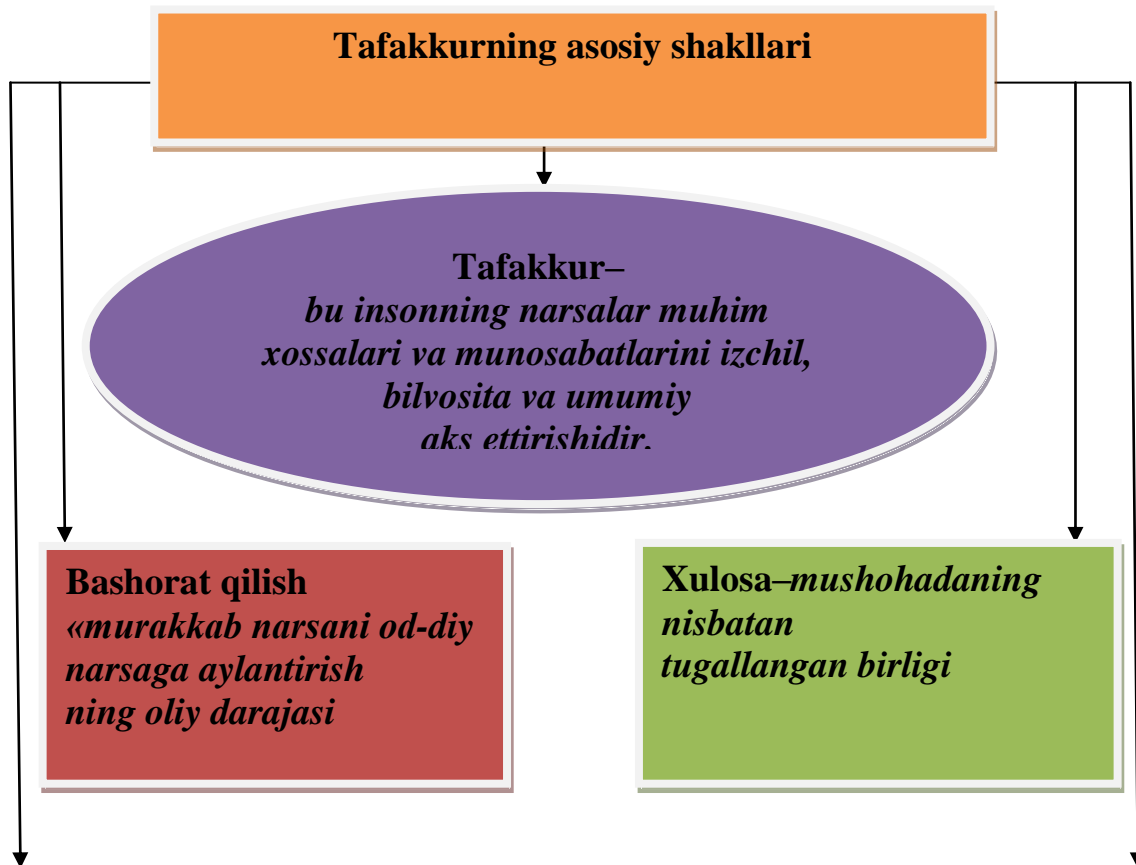 Tafakkurning asosiy shakllari
Tafakkur–
bu insonning narsalar muhim
xossalari va munosabatlarini izchil,
bilvosita va umumiy
aks ettirishidir.
Bashorat qilish
«murakkab narsani od-diy
narsaga aylantirish
ning oliy darajasi
Xulosa–mushohadaning
nisbatan
tugallangan birligi